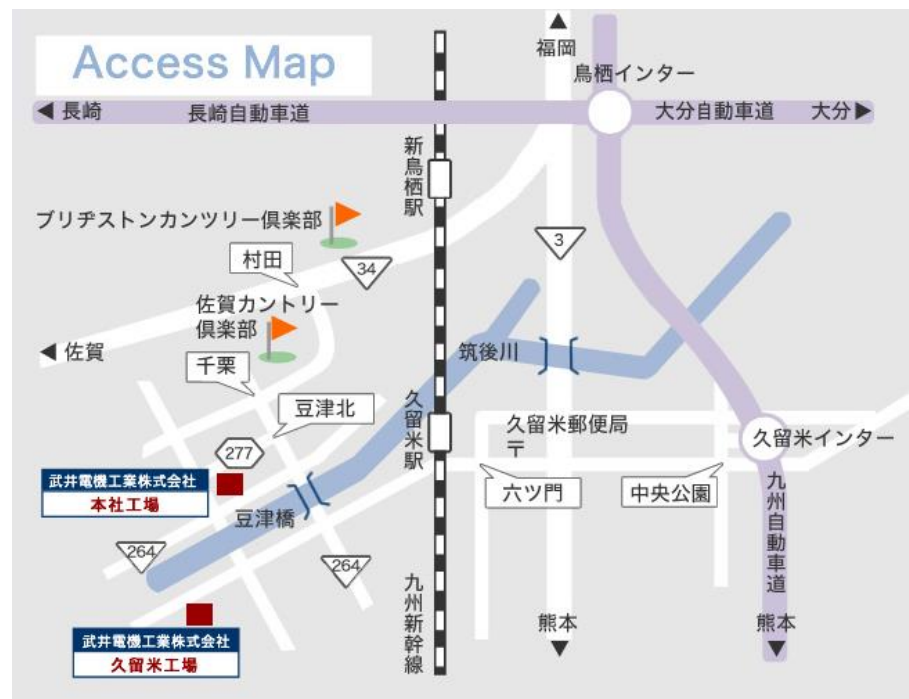 Access Map
福岡
鳥栖インター
長崎
長崎自動車道
大分自動車道
大分
新鳥栖駅
ブリヂストンカンツリー倶楽部
村田
34
3
佐賀カントリー
倶楽部
佐賀
筑後川
千栗
豆津北
久留米駅
久留米郵便局
〒
久留米インター
277
武井電機工業株式会社
本社工場
六ツ門
中央公園
豆津橋
264
264
九州自動車道
九州新幹線
熊本
熊本
武井電機工業株式会社
久留米工場